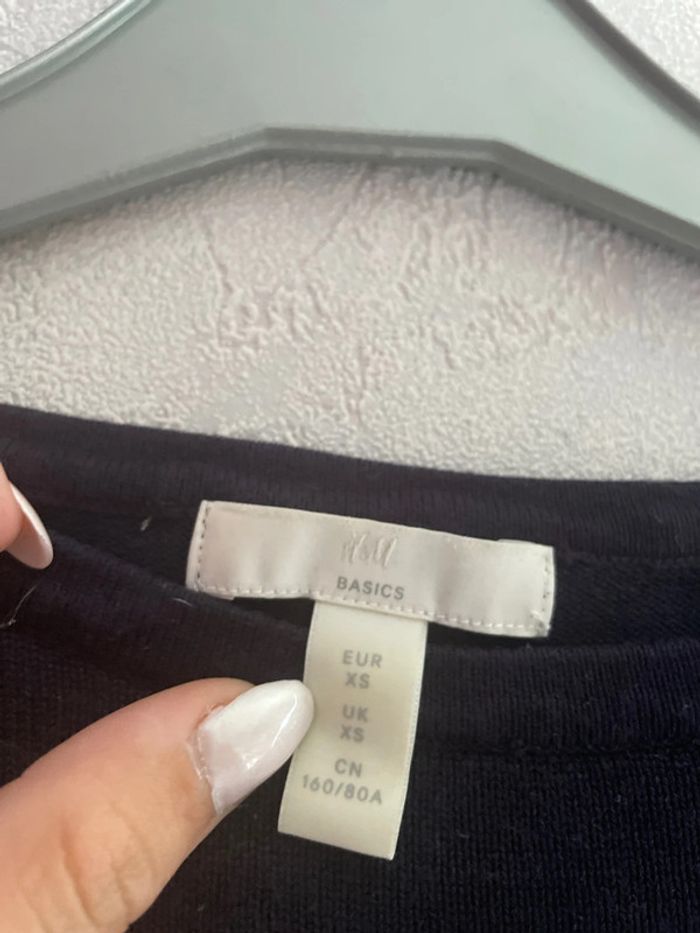 H&M
BASICS
EUR
XS
UK
XS
CN
160/80A